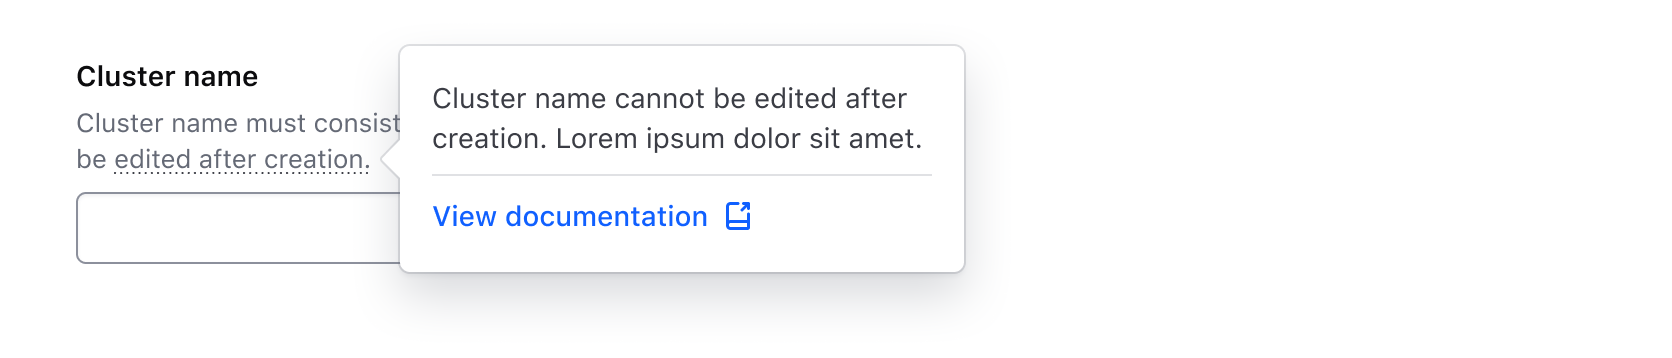 Cluster name
Cluster name must consist
be edited after creation.
Cluster name cannot be edited after
creation. Lorem ipsum dolor sit amet.
View documentation